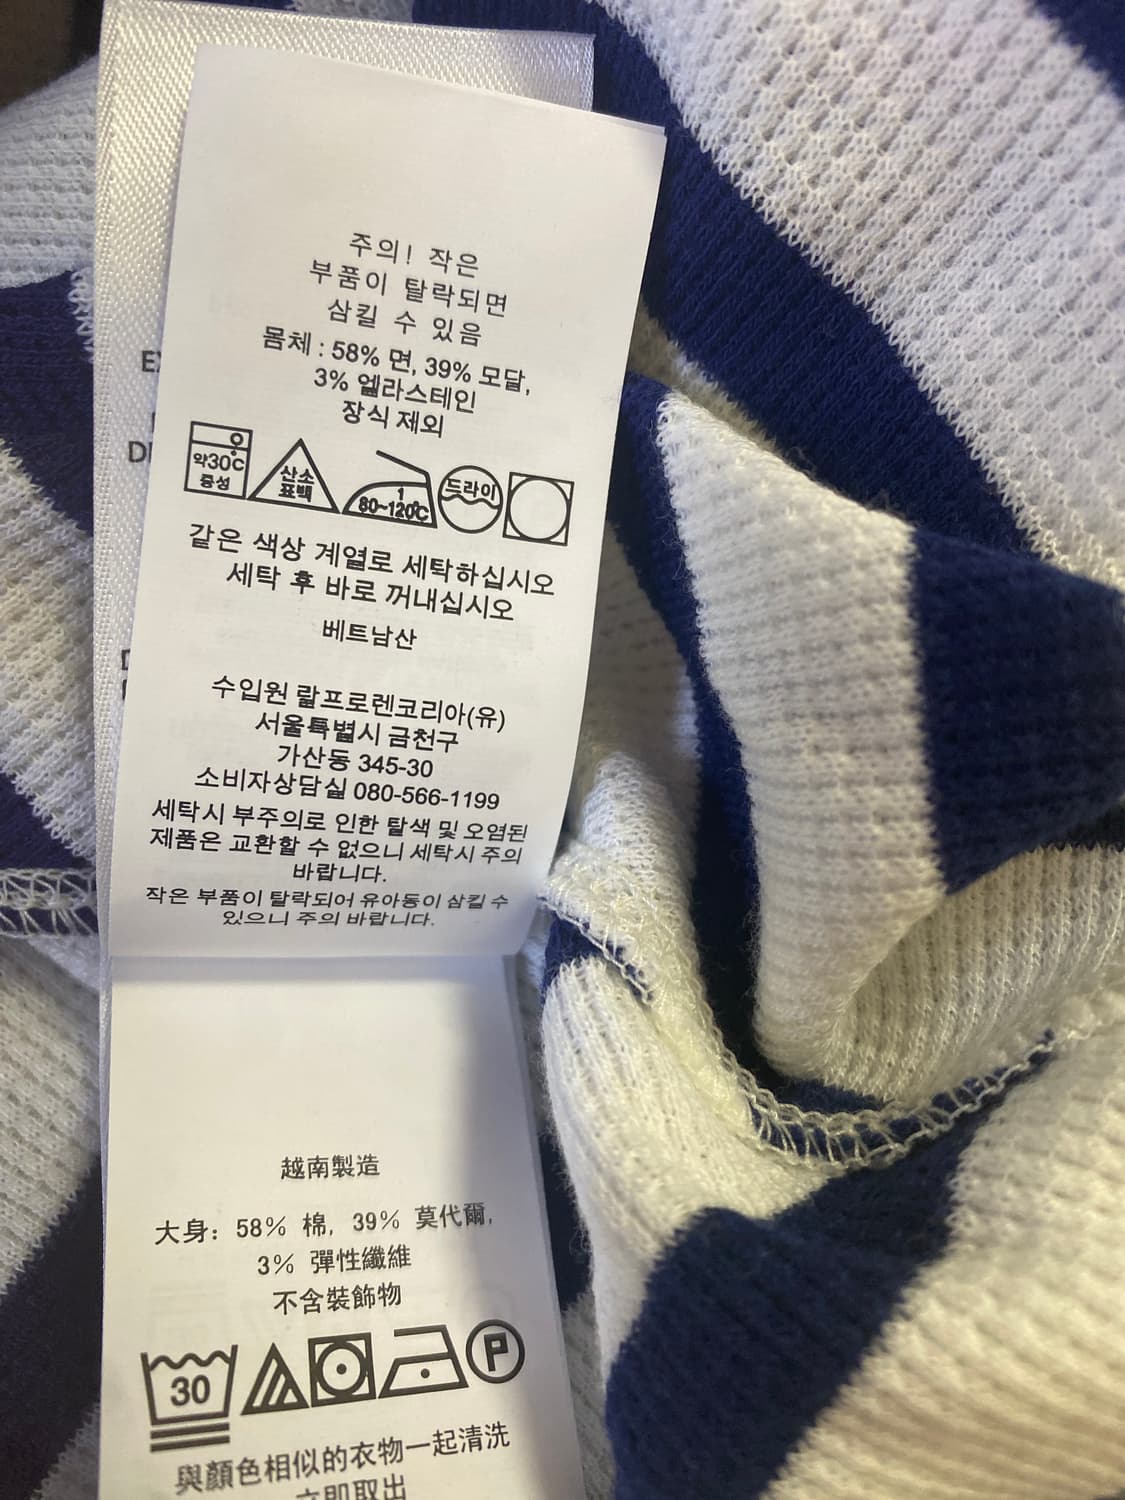 주의! 작은
부품이 탈락되면
삼킬 수 있음
몸체 : 58% 면, 39% 모달,
3% 엘라스테인
장식 제외
약30℃
중성
산소
표백
1
80~120℃
드라이
같은 색상 계열로 세탁하십시오
세탁 후 바로 꺼내십시오
베트남산
수입원 랄프로렌코리아(유)
서울특별시 금천구
가산동 345-30
소비자상담실 080-566-1199
세탁시 부주의로 인한 탈색 및 오염된
제품은 교환할 수 없으니 세탁시 주의
바랍니다.
작은 부품이 탈락되어 유아동이 삼킬 수
있으니 주의 바랍니다.
越南製造
大身: 58% 棉, 39% 莫代爾,
3% 彈性纖維
不含裝飾物
30
P
與顏色相似的衣物一起清洗
立即取出